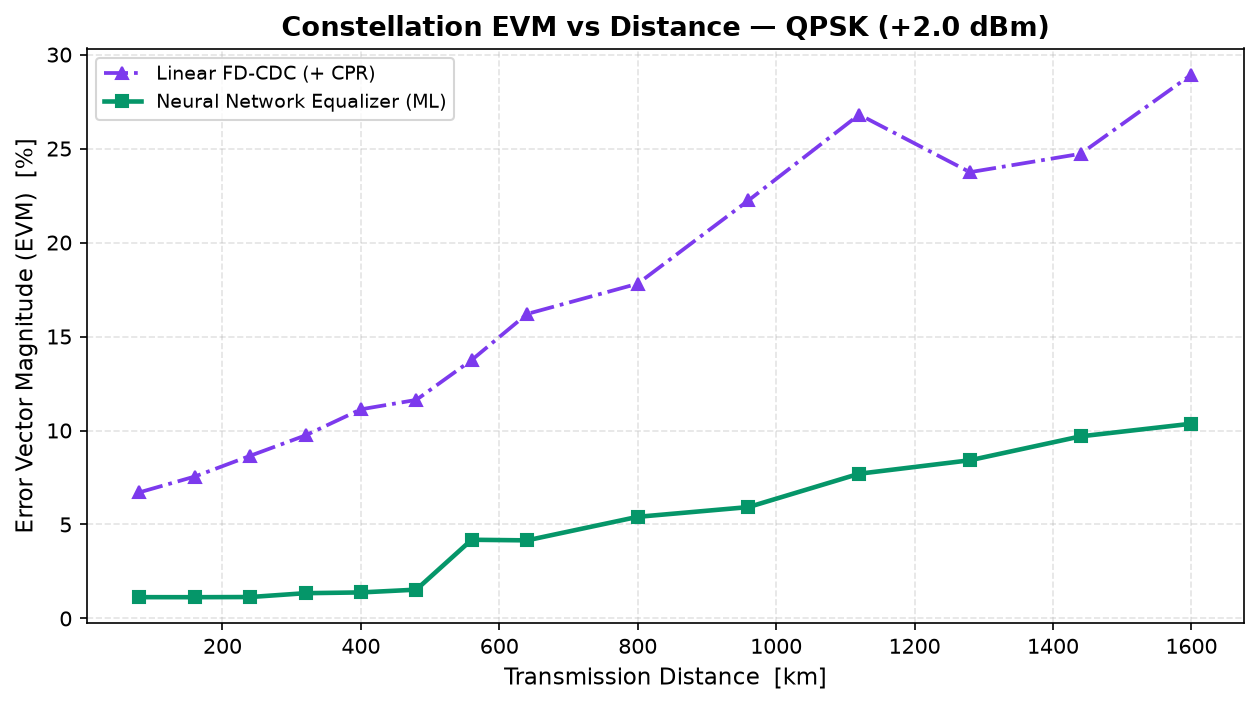 Constellation EVM vs Distance — QPSK (+2.0 dBm)
Linear FD-CDC (+ CPR)
Neural Network Equalizer (ML)
Error Vector Magnitude (EVM) [%]
30
25
20
15
10
5
0
200 400 600 800 1000 1200 1400 1600
Transmission Distance [km]